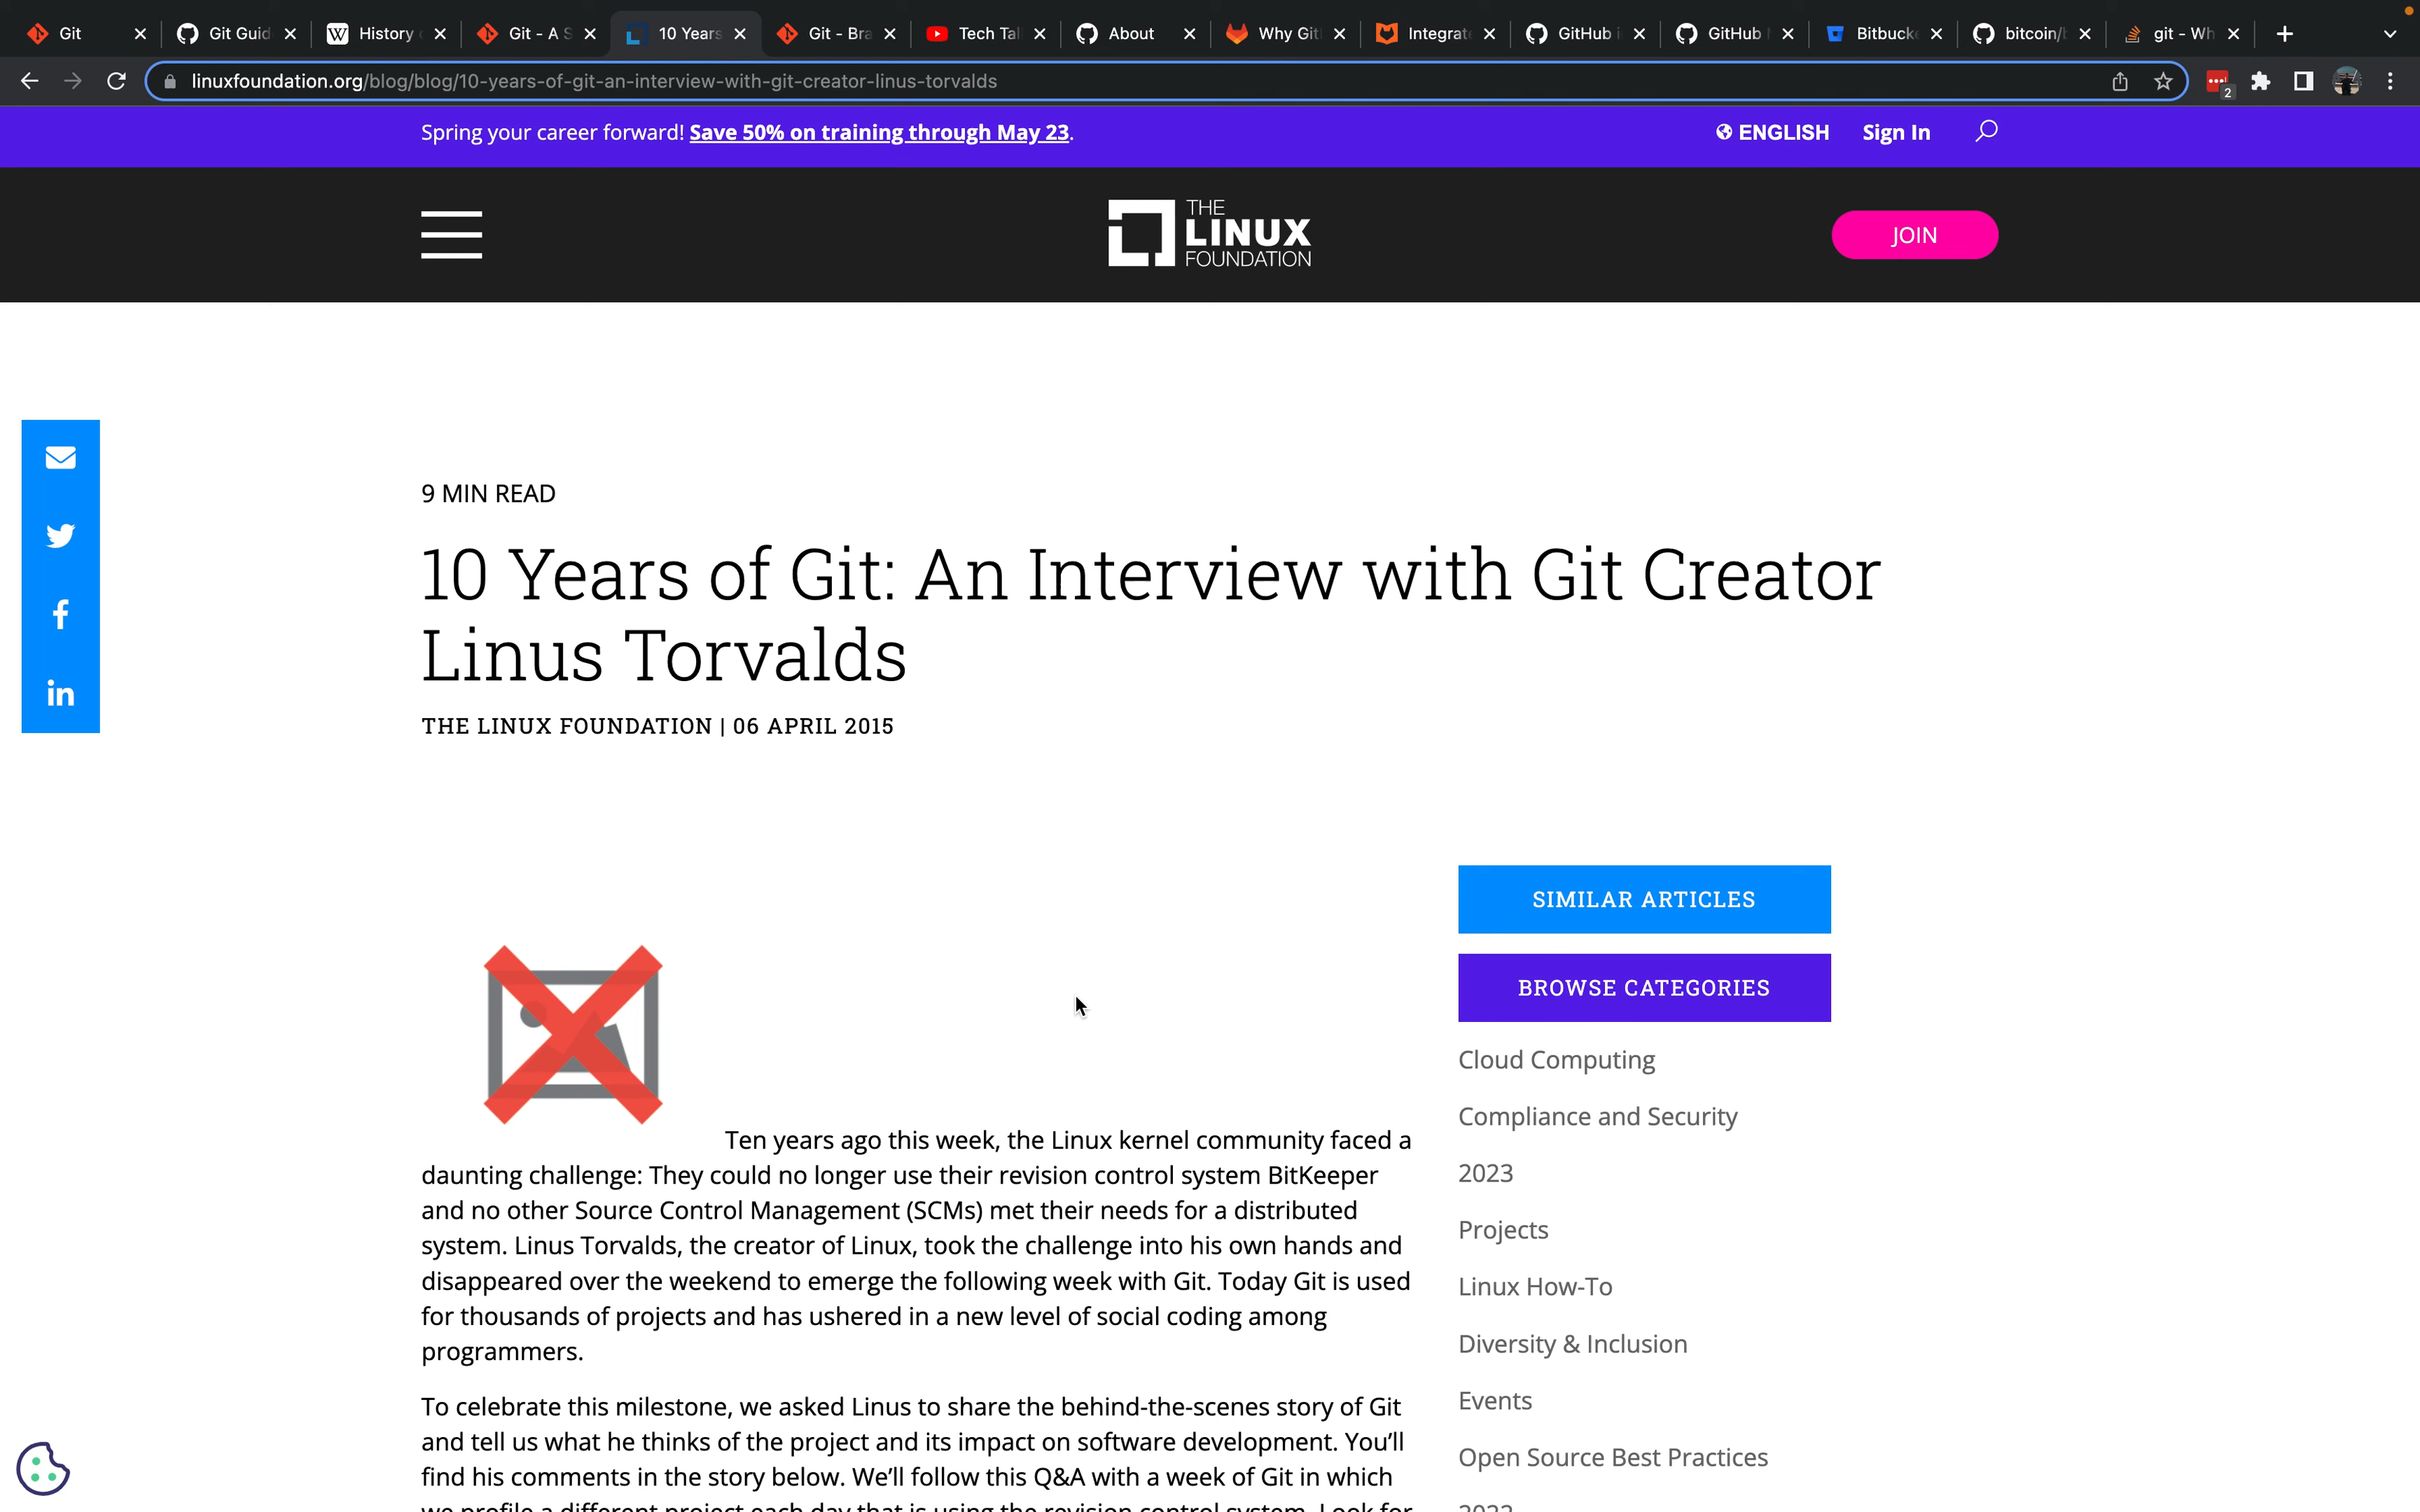 Git
Git Guid
History
Git - A S
10 Years
Git - Bra
Tech Tal
About
Why Git
Integrat
GitHub i
GitHub
Bitbuck
bitcoin/b
git - Wh
linuxfoundation.org/blog/blog/10-years-of-git-an-interview-with-git-creator-linus-torvalds
2
Spring your career forward! Save 50% on training through May 23.
ENGLISH
Sign In
THE
LINUX
FOUNDATION
JOIN
9 MIN READ
10 Years of Git: An Interview with Git Creator
Linus Torvalds
THE LINUX FOUNDATION | 06 APRIL 2015
Ten years ago this week, the Linux kernel community faced a
daunting challenge: They could no longer use their revision control system BitKeeper
and no other Source Control Management (SCMs) met their needs for a distributed
system. Linus Torvalds, the creator of Linux, took the challenge into his own hands and
disappeared over the weekend to emerge the following week with Git. Today Git is used
for thousands of projects and has ushered in a new level of social coding among
programmers.
To celebrate this milestone, we asked Linus to share the behind-the-scenes story of Git
and tell us what he thinks of the project and its impact on software development. You’ll
find his comments in the story below. We’ll follow this Q&A with a week of Git in which
we profile a different project each day that is using the revision control system. Look for
SIMILAR ARTICLES
BROWSE CATEGORIES
Cloud Computing
Compliance and Security
2023
Projects
Linux How-To
Diversity & Inclusion
Events
Open Source Best Practices